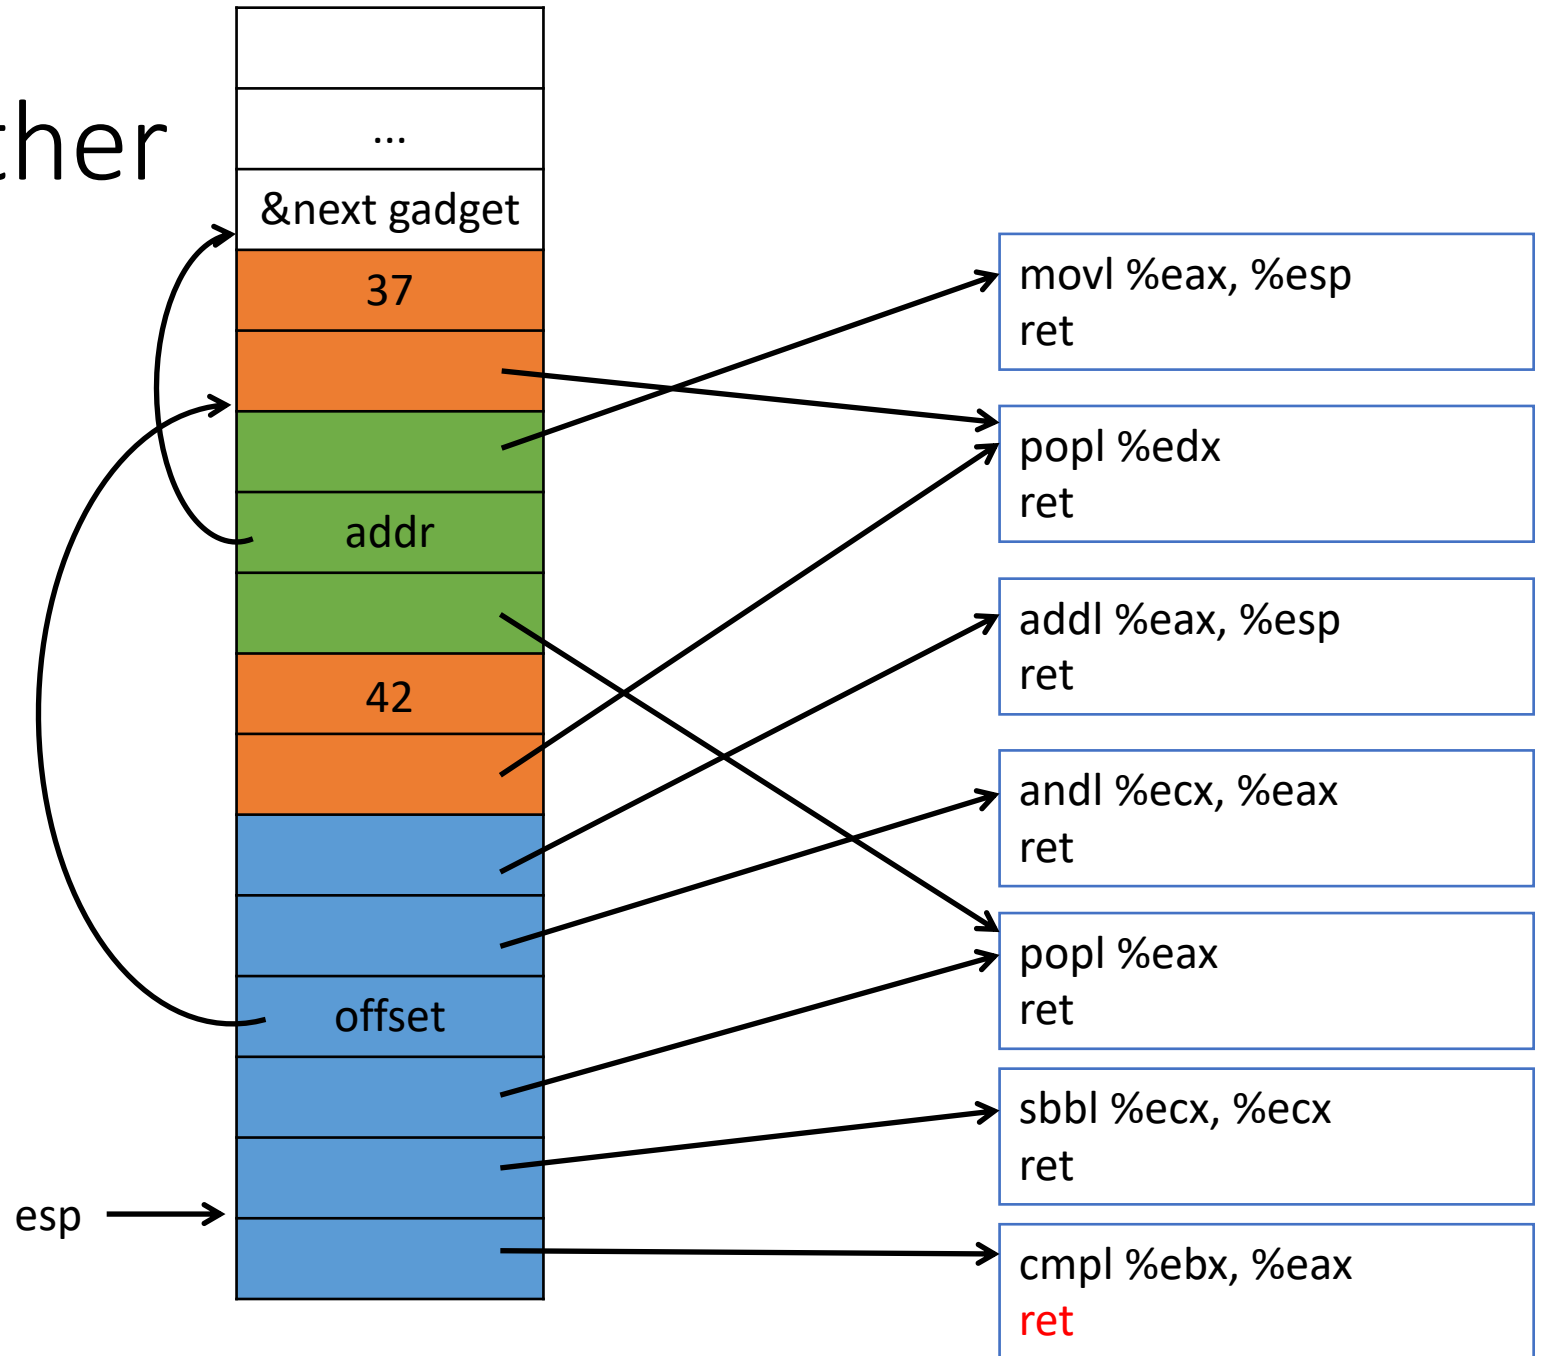 ...
&next gadget
37
addr
42
offset
esp
movl %eax, %esp
ret
popl %edx
ret
addl %eax, %esp
ret
andl %ecx, %eax
ret
popl %eax
ret
sbbl %ecx, %ecx
ret
cmpl %ebx, %eax
ret